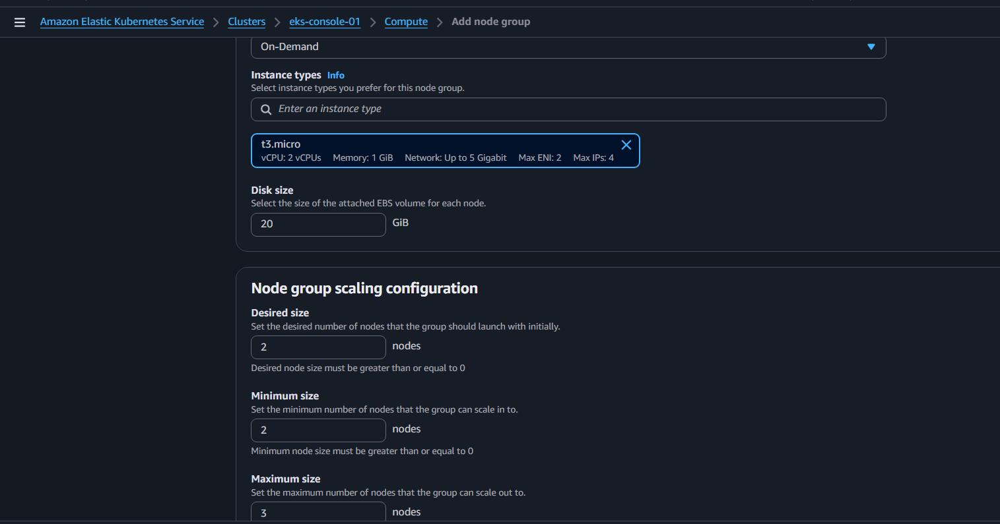 Amazon Elastic Kubernetes Service > Clusters > eks-console-01 > Compute > Add node group
On-Demand
Instance types Info
Select instance types you prefer for this node group.
Enter an instance type
t3.micro
vCPU: 2 vCPUs Memory: 1 GiB Network: Up to 5 Gigabit Max ENI: 2 Max IPs: 4
Disk size
Select the size of the attached EBS volume for each node.
20 GiB
Node group scaling configuration
Desired size
Set the desired number of nodes that the group should launch with initially.
2 nodes
Desired node size must be greater than or equal to 0
Minimum size
Set the minimum number of nodes that the group can scale in to.
2 nodes
Minimum node size must be greater than or equal to 0
Maximum size
Set the maximum number of nodes that the group can scale out to.
3 nodes